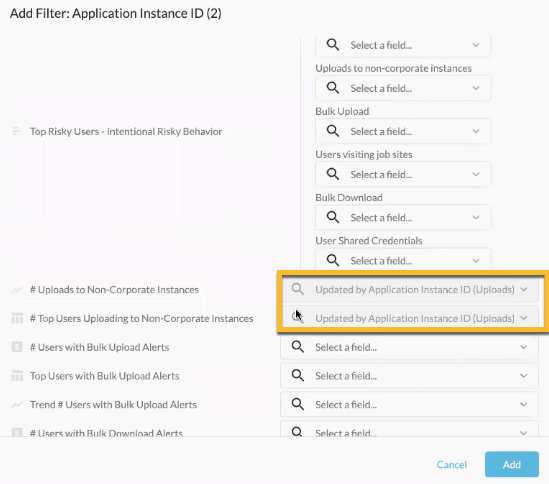 Add Filter: Application Instance ID (2)
Select a field...
Uploads to non-corporate instances
Select a field...
Bulk Upload
Top Risky Users - Intentional Risky Behavior
Select a field...
Users visiting job sites
Select a field...
Bulk Download
Select a field...
User Shared Credentials
Select a field...
# Uploads to Non-Corporate Instances
Updated by Application Instance ID (Uploads)
# Top Users Uploading to Non-Corporate Instances
Updated by Application Instance ID (Uploads)
# Users with Bulk Upload Alerts
Select a field...
Top Users with Bulk Upload Alerts
Select a field...
Trend # Users with Bulk Upload Alerts
Select a field...
# Users with Bulk Download Alerts
Select a field...
Cancel
Add